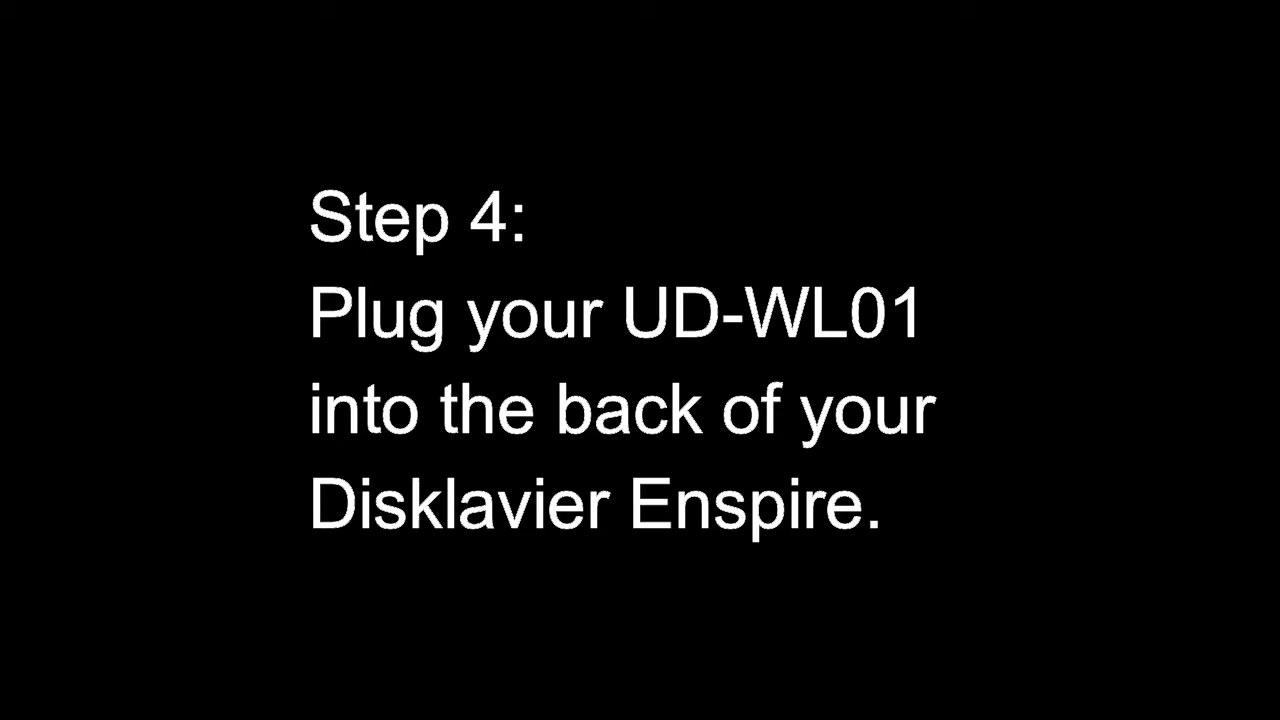 Step 4:
Plug your UD-WL01
into the back of your
Disklavier Enspire.